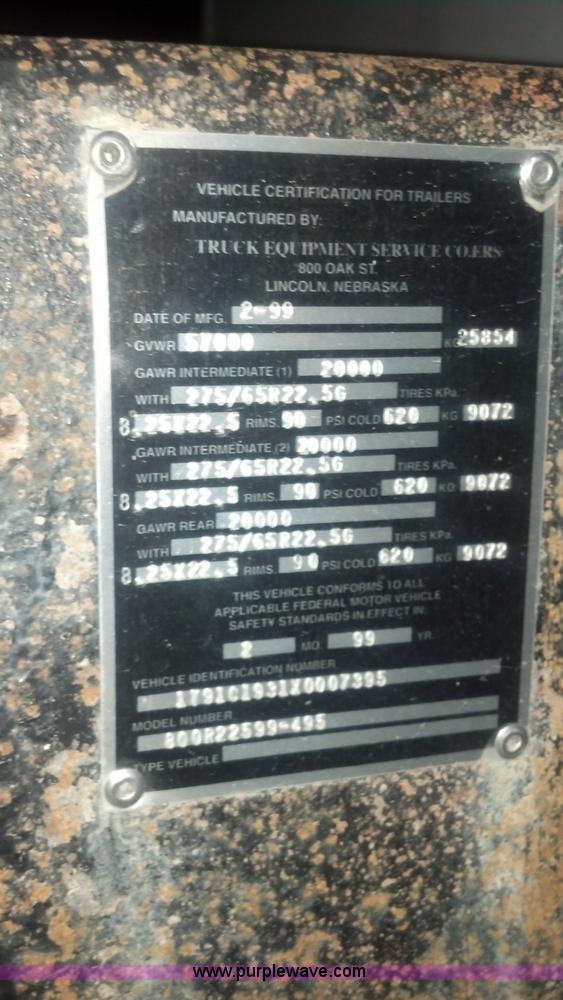 VEHICLE CERTIFICATION FOR TRAILERS
MANUFACTURED BY:
TRUCK EQUIPMENT SERVICE CO.ERS
800 OAK ST.
LINCOLN, NEBRASKA
DATE OF MFG. 2-99
GVWR 57000 KG 25854
GAWR INTERMEDIATE (1) 20000
WITH 275/65R22.5G TIRES KPa.
8.25X22.5 RIMS. 90 PSI COLD 620 KG 9072
GAWR INTERMEDIATE (2) 20000
WITH 275/65R22.5G TIRES KPa.
8.25X22.5 RIMS. 90 PSI COLD 620 KG 9072
GAWR REAR 20000
WITH 275/65R22.5G TIRES KPa.
8.25X22.5 RIMS. 90 PSI COLD 620 KG 9072
THIS VEHICLE CONFORMS TO ALL
APPLICABLE FEDERAL MOTOR VEHICLE
SAFETY STANDARDS IN EFFECT IN:
2 MO. 99 YR.
VEHICLE IDENTIFICATION NUMBER
179101931X0007395
MODEL NUMBER
800R22599-495
TYPE VEHICLE
www.purplewave.com